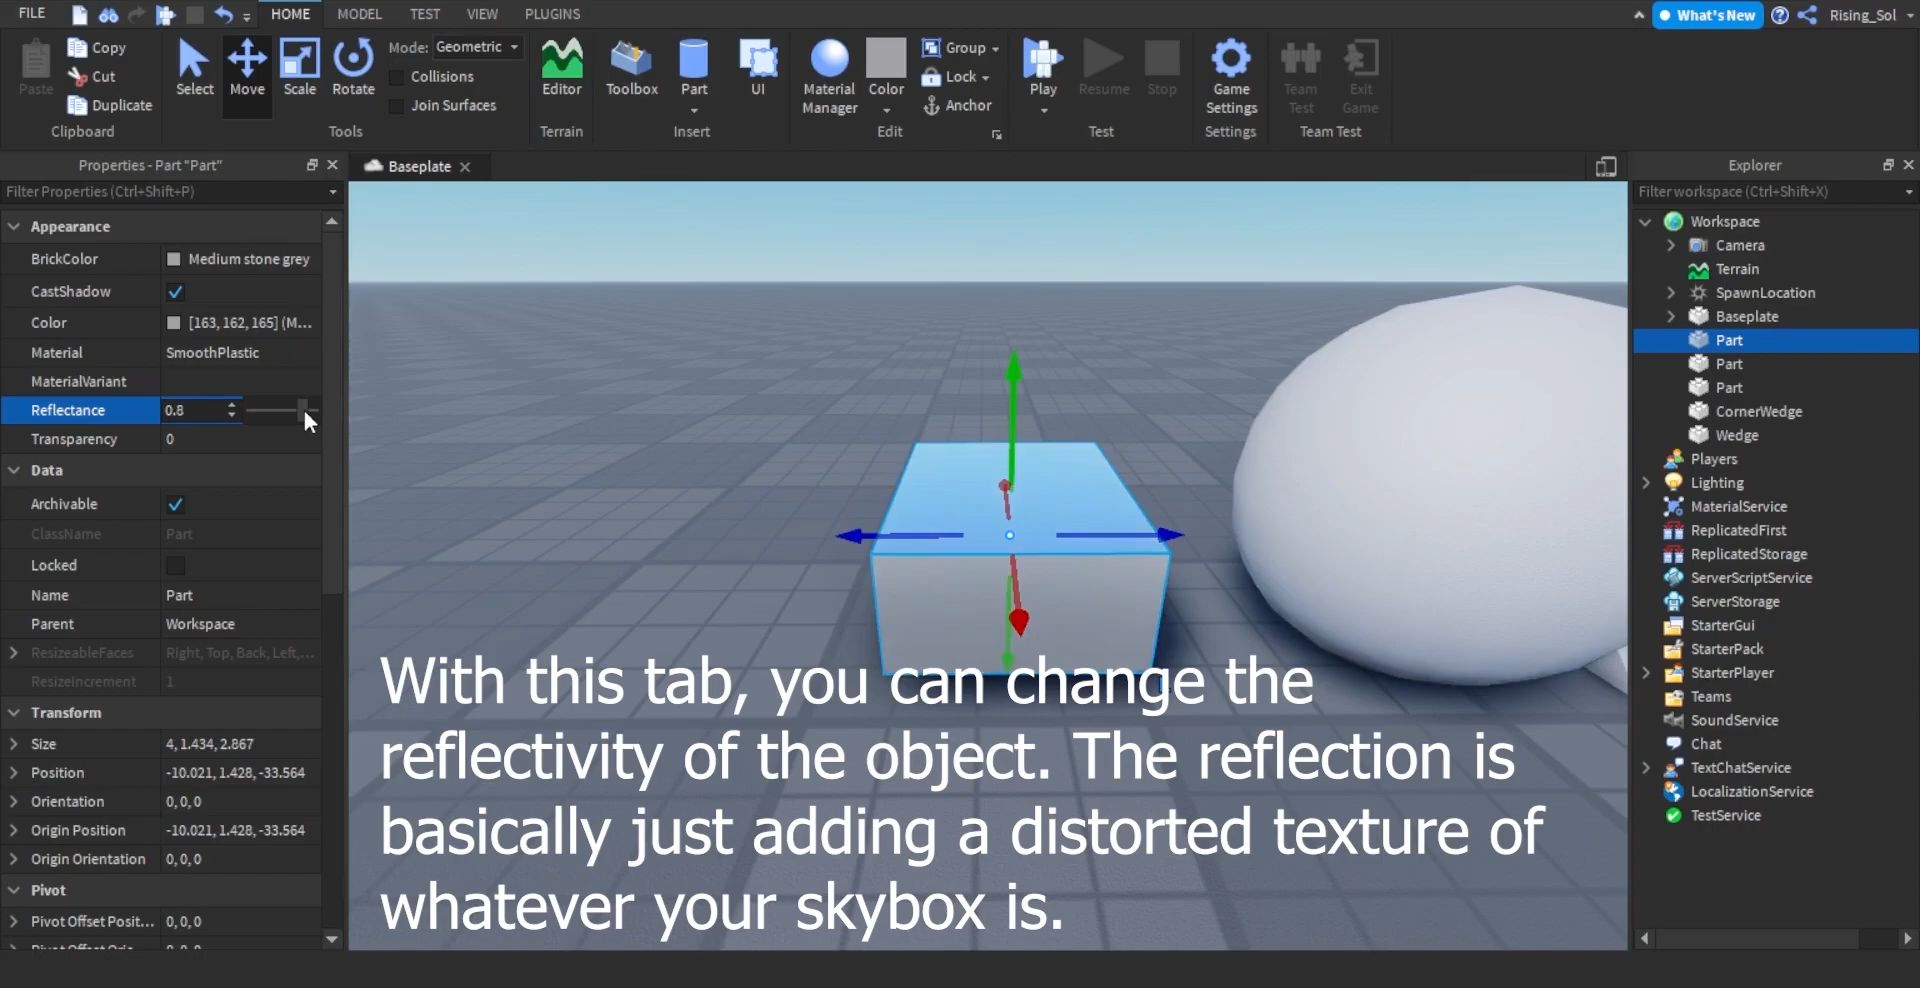 FILE
HOME
MODEL
TEST
VIEW
PLUGINS
What's New
Rising_Sol
Paste
Copy
Cut
Duplicate
Clipboard
Select
Move
Scale
Rotate
Mode: Geometric
Collisions
Join Surfaces
Tools
Editor
Terrain
Toolbox
Part
UI
Insert
Material
Manager
Color
Group
Lock
Anchor
Edit
Play
Resume
Stop
Test
Game
Settings
Settings
Team
Test
Exit
Game
Team Test
Properties - Part "Part"
Filter Properties (Ctrl+Shift+P)
Appearance
BrickColor Medium stone grey
CastShadow
Color [163, 162, 165] (M...
Material SmoothPlastic
MaterialVariant
Reflectance 0.8
Transparency 0
Data
Archivable
ClassName Part
Locked
Name Part
Parent Workspace
ResizeableFaces Right, Top, Back, Left,...
ResizeIncrement 1
Transform
Size 4, 1.434, 2.867
Position -10.021, 1.428, -33.564
Orientation 0, 0, 0
Origin Position -10.021, 1.428, -33.564
Origin Orientation 0, 0, 0
Pivot
Pivot Offset Posit... 0, 0, 0
Baseplate
With this tab, you can change the
reflectivity of the object. The reflection is
basically just adding a distorted texture of
whatever your skybox is.
Explorer
Filter workspace (Ctrl+Shift+X)
Workspace
Camera
Terrain
SpawnLocation
Baseplate
Part
Part
Part
CornerWedge
Wedge
Players
Lighting
MaterialService
ReplicatedFirst
ReplicatedStorage
ServerScriptService
ServerStorage
StarterGui
StarterPack
StarterPlayer
Teams
SoundService
Chat
TextChatService
LocalizationService
TestService